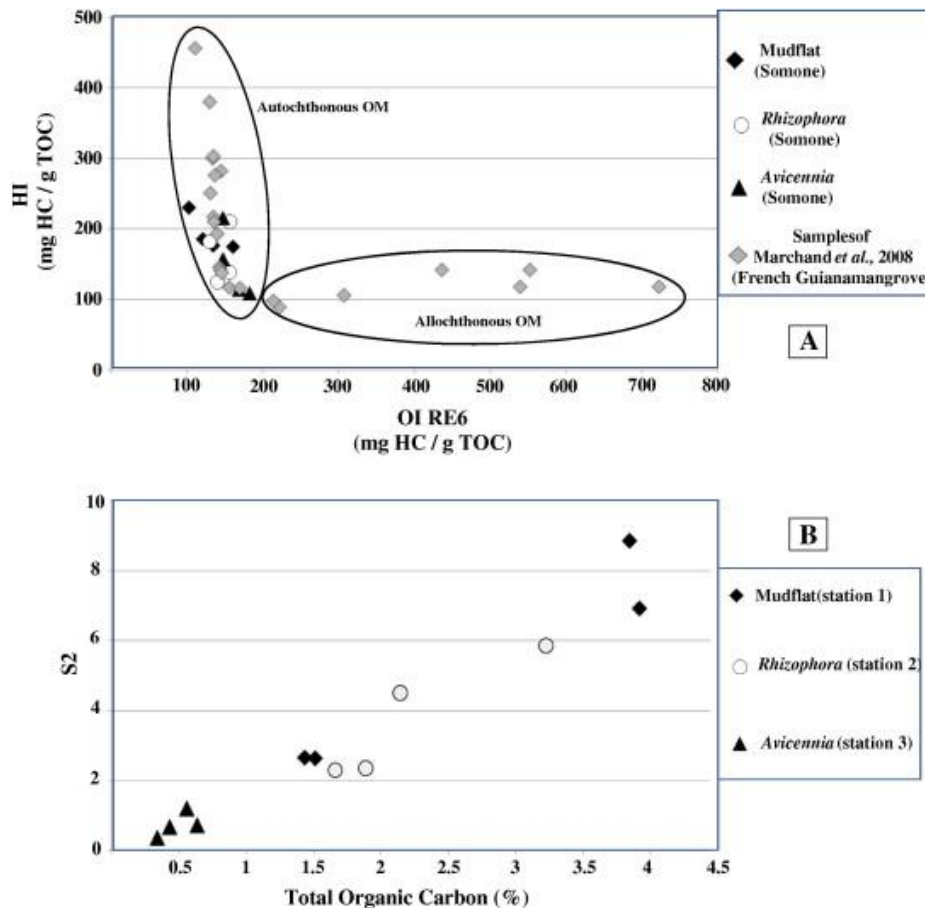 500
400
300
200
100
0
HI
(mg HC / g TOC)
Autochthonous OM
Allochthonous OM
100
200
300
400
500
600
700
800
OI RE6
(mg HC / g TOC)
Mudflat
(Somone)
Rhizophora
(Somone)
Avicennia
(Somone)
Samplesof
Marchand et al., 2008
(French Guianamangrove
A
10
8
6
4
2
0
S2
0.5
1
1.5
2
2.5
3
3.5
4
4.5
Total Organic Carbon (%)
B
Mudflat(station 1)
Rhizophora (station 2)
Avicennia (station 3)